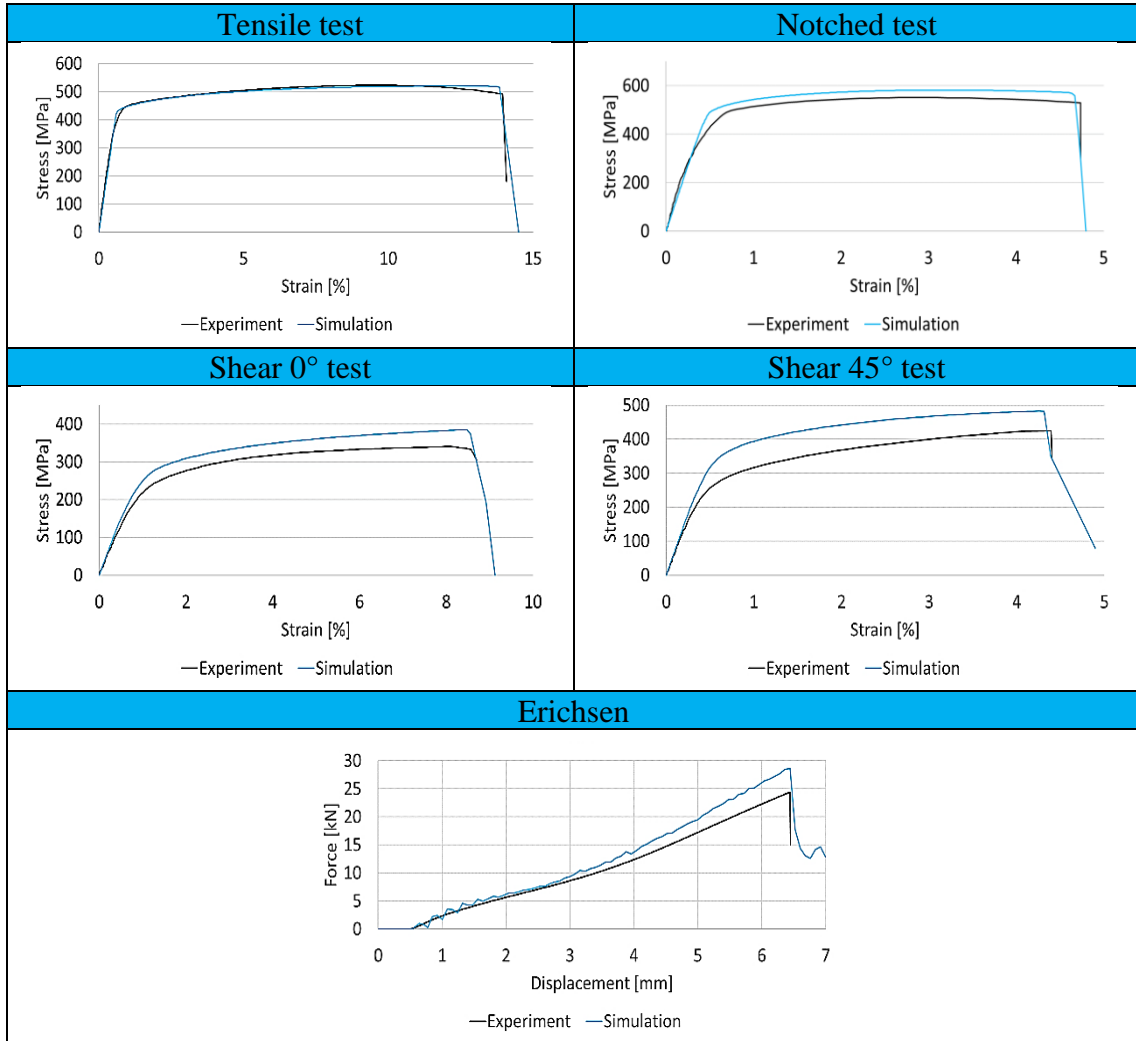 Tensile test
Notched test
600
500
400
300
200
100
0
Stress [MPa]
0 5 10 15
Strain [%]
Experiment Simulation
600
400
200
0
Stress [MPa]
0 1 2 3 4 5
Strain [%]
Experiment Simulation
Shear 0° test
Shear 45° test
400
300
200
100
0
Stress [MPa]
0 2 4 6 8 10
Strain [%]
Experiment Simulation
500
400
300
200
100
0
Stress [MPa]
0 1 2 3 4 5
Strain [%]
Experiment Simulation
Erichsen
30
25
20
15
10
5
0
Force [kN]
0 1 2 3 4 5 6 7
Displacement [mm]
Experiment Simulation